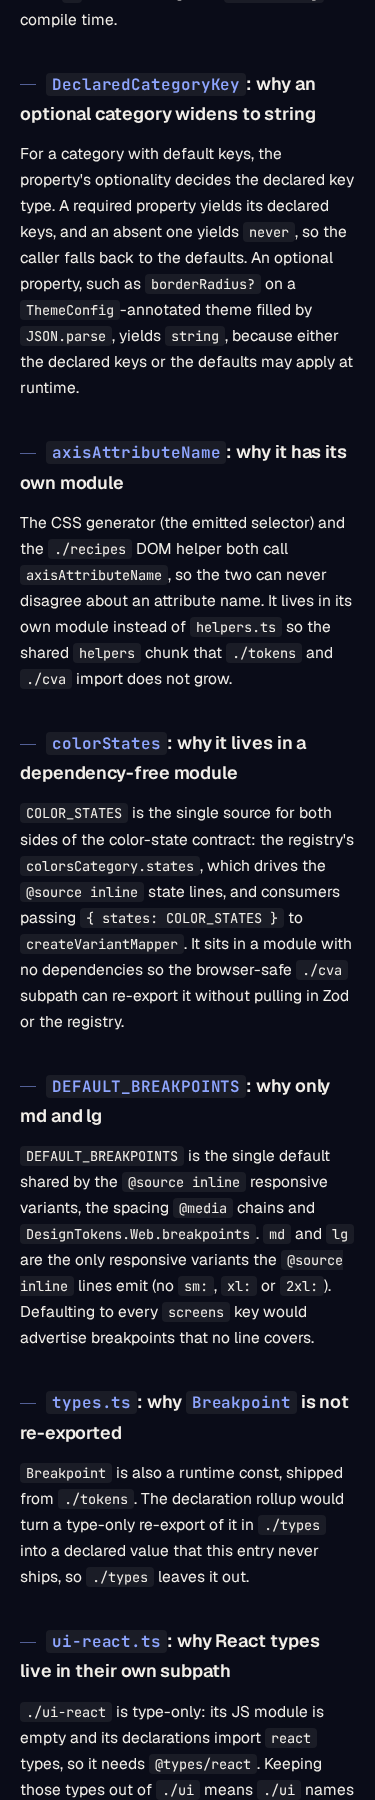 compile time.
— DeclaredCategoryKey: why an
optional category widens to string
For a category with default keys, the
property's optionality decides the declared key
type. A required property yields its declared
keys, and an absent one yields never, so the
caller falls back to the defaults. An optional
property, such as borderRadius? on a
ThemeConfig-annotated theme filled by
JSON.parse, yields string, because either
the declared keys or the defaults may apply at
runtime.
— axisAttributeName: why it has its
own module
The CSS generator (the emitted selector) and
the ./recipes DOM helper both call
axisAttributeName, so the two can never
disagree about an attribute name. It lives in its
own module instead of helpers.ts so the
shared helpers chunk that ./tokens and
./cva import does not grow.
— colorStates: why it lives in a
dependency-free module
COLOR_STATES is the single source for both
sides of the color-state contract: the registry's
colorsCategory.states, which drives the
@source inline state lines, and consumers
passing { states: COLOR_STATES } to
createVariantMapper. It sits in a module with
no dependencies so the browser-safe ./cva
subpath can re-export it without pulling in Zod
or the registry.
— DEFAULT_BREAKPOINTS: why only
md and lg
DEFAULT_BREAKPOINTS is the single default
shared by the @source inline responsive
variants, the spacing @media chains and
DesignTokens.Web.breakpoints. md and lg
are the only responsive variants the @source
inline lines emit (no sm:, xl: or 2xl:).
Defaulting to every screens key would
advertise breakpoints that no line covers.
— types.ts: why Breakpoint is not
re-exported
Breakpoint is also a runtime const, shipped
from ./tokens. The declaration rollup would
turn a type-only re-export of it in ./types
into a declared value that this entry never
ships, so ./types leaves it out.
— ui-react.ts: why React types
live in their own subpath
./ui-react is type-only: its JS module is
empty and its declarations import react
types, so it needs @types/react. Keeping
those types out of ./ui means ./ui names